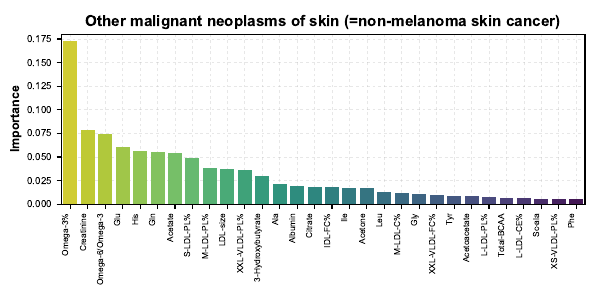 Other malignant neoplasms of skin (=non-melanoma skin cancer)
Importance
0.175
0.150
0.125
0.100
0.075
0.050
0.025
0.000
Omega-3%
Creatinine
Omega-6/Omega-3
Glu
His
Gln
Acetate
S-LDL-PL%
M-LDL-PL%
LDL-size
XXL-VLDL-PL%
3-Hydroxybutyrate
Ala
Albumin
Citrate
IDL-FC%
Ile
Acetone
Leu
M-LDL-C%
Gly
XXL-VLDL-FC%
Tyr
Acetoacetate
L-LDL-PL%
Total-BCAA
L-LDL-CE%
XS-VLDL-PL%
Phe